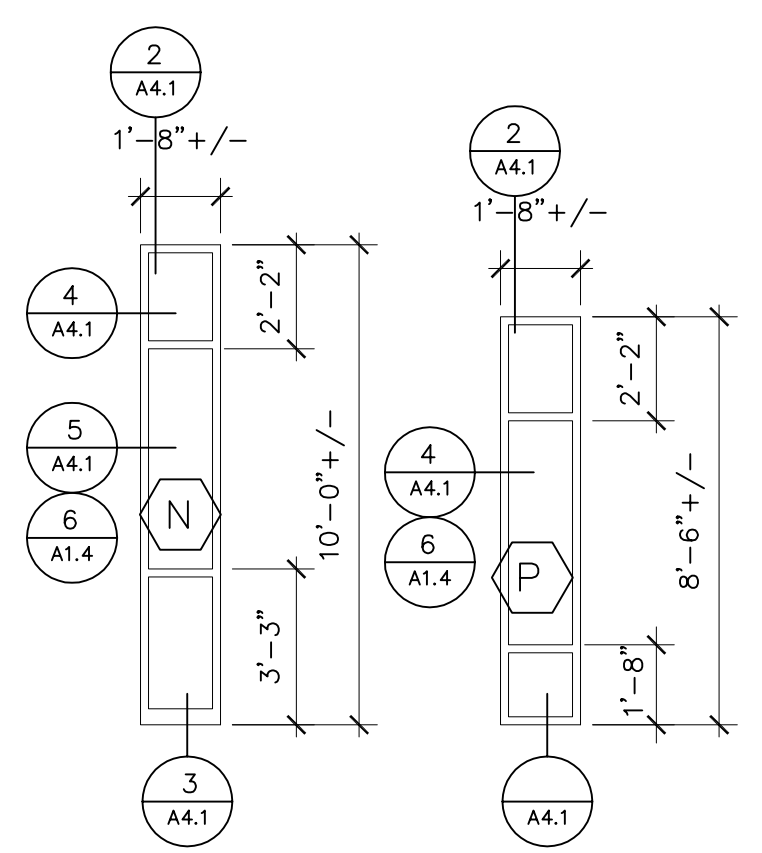 2
A4.1
1'-8"+/-
4
A4.1
2'-2"
5
A4.1
6
A1.4
N
10'-0"+/-
3'-3"
3
A4.1
2
A4.1
1'-8"+/-
2'-2"
4
A4.1
6
A1.4
P
8'-6"+/-
1'-8"
A4.1